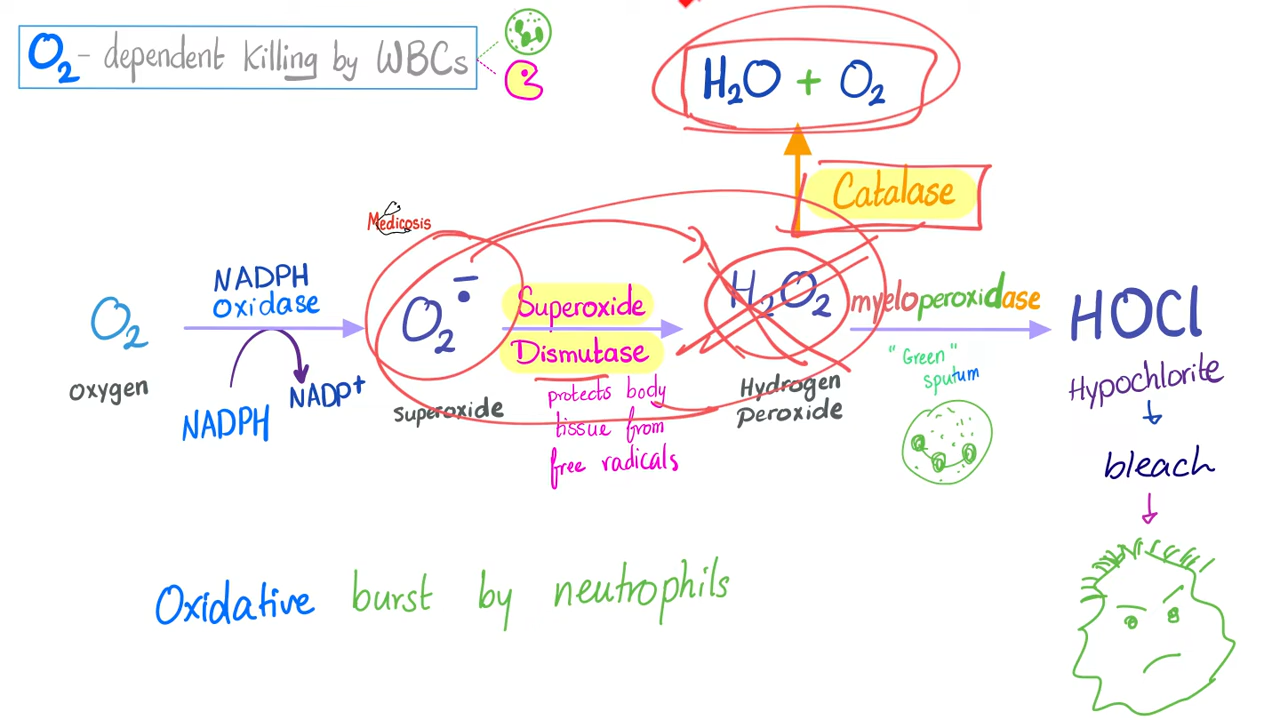 O₂ - dependent killing by WBCs
H₂O + O₂
Catalase
Medicosis
NADPH
Oxidase
O₂
oxygen
NADPH
NADP+
O₂⁻•
Superoxide
Superoxide
Dismutase
protects body
tissue from
free radicals
H₂O₂
Hydrogen
peroxide
myeloperoxidase
"Green"
sputum
HOCl
Hypochlorite
↓
bleach
↓
Oxidative burst by neutrophils